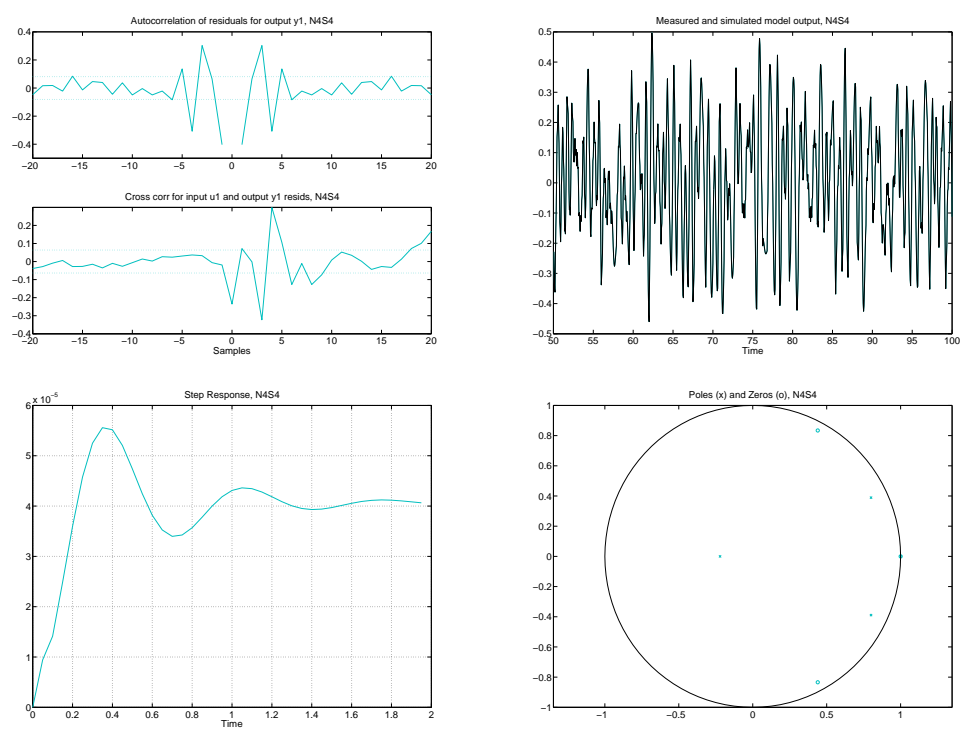 Autocorrelation of residuals for output y1, N4S4
0.4
0.2
0
−0.2
−0.4
−20 −15 −10 −5 0 5 10 15 20
Cross corr for input u1 and output y1 resids, N4S4
0.2
0.1
0
−0.1
−0.2
−0.3
−0.4
−20 −15 −10 −5 0 5 10 15 20
Samples
Measured and simulated model output, N4S4
0.5
0.4
0.3
0.2
0.1
0
−0.1
−0.2
−0.3
−0.4
−0.5
50 55 60 65 70 75 80 85 90 95 100
Time
Step Response, N4S4
x 10⁻⁵
6
5
4
3
2
1
0
0 0.2 0.4 0.6 0.8 1 1.2 1.4 1.6 1.8 2
Time
Poles (x) and Zeros (o), N4S4
1
0.8
0.6
0.4
0.2
0
−0.2
−0.4
−0.6
−0.8
−1
−1 −0.5 0 0.5 1